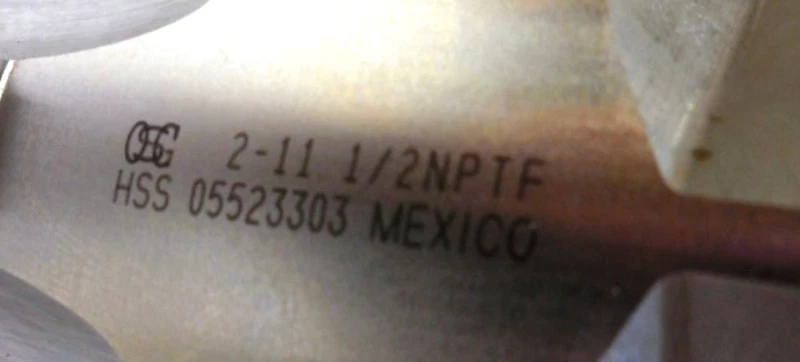 OSG 2-11 1/2NPTF
HSS 05523303 MEXICO